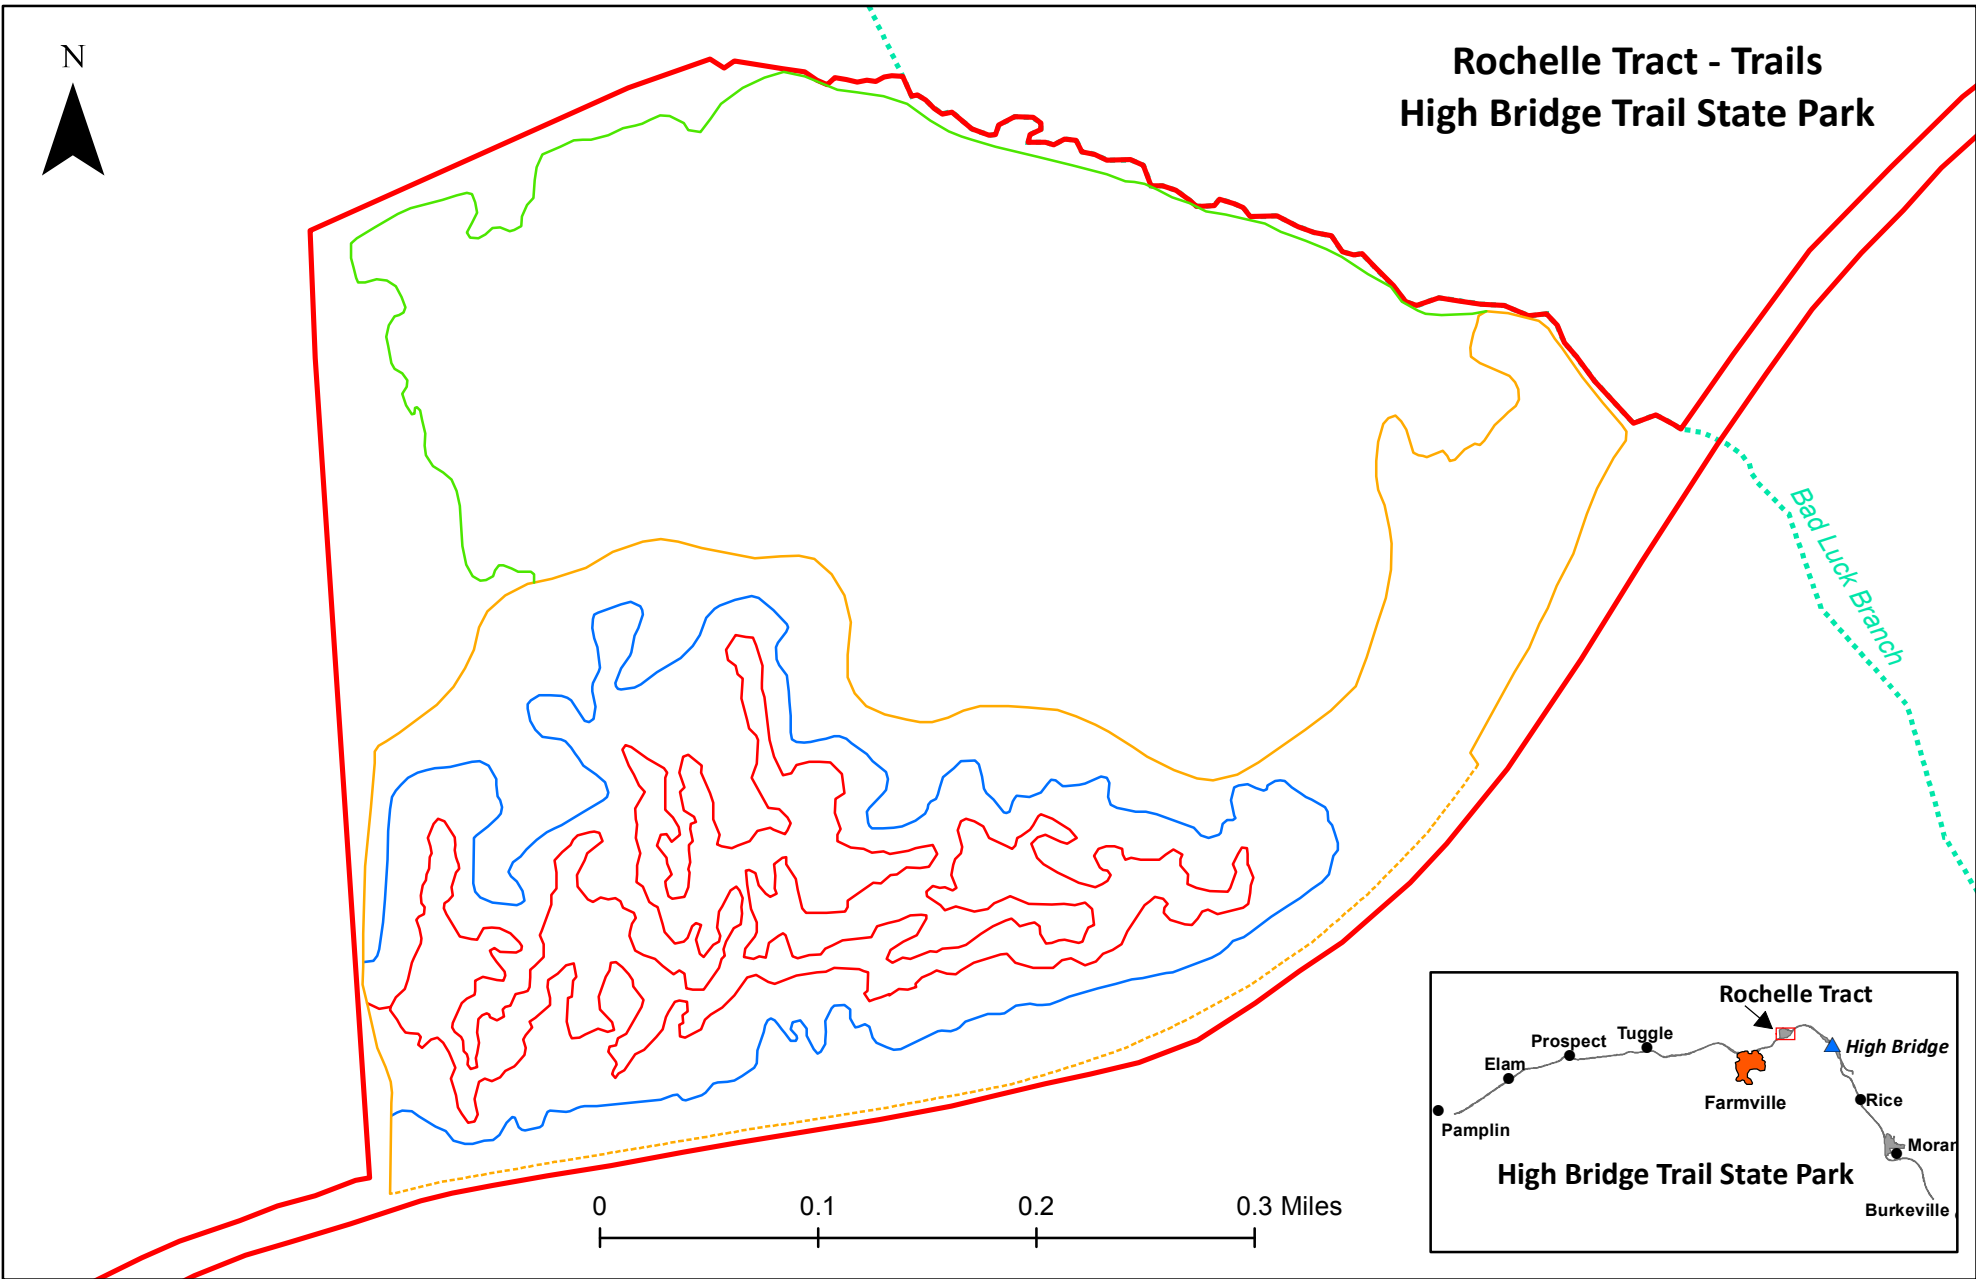 N
Rochelle Tract - Trails
High Bridge Trail State Park
Bad Luck Branch
0 0.1 0.2 0.3 Miles
Rochelle Tract
Prospect
Tuggle
High Bridge
Elam
Farmville
Rice
Pamplin
Moran
High Bridge Trail State Park
Burkeville